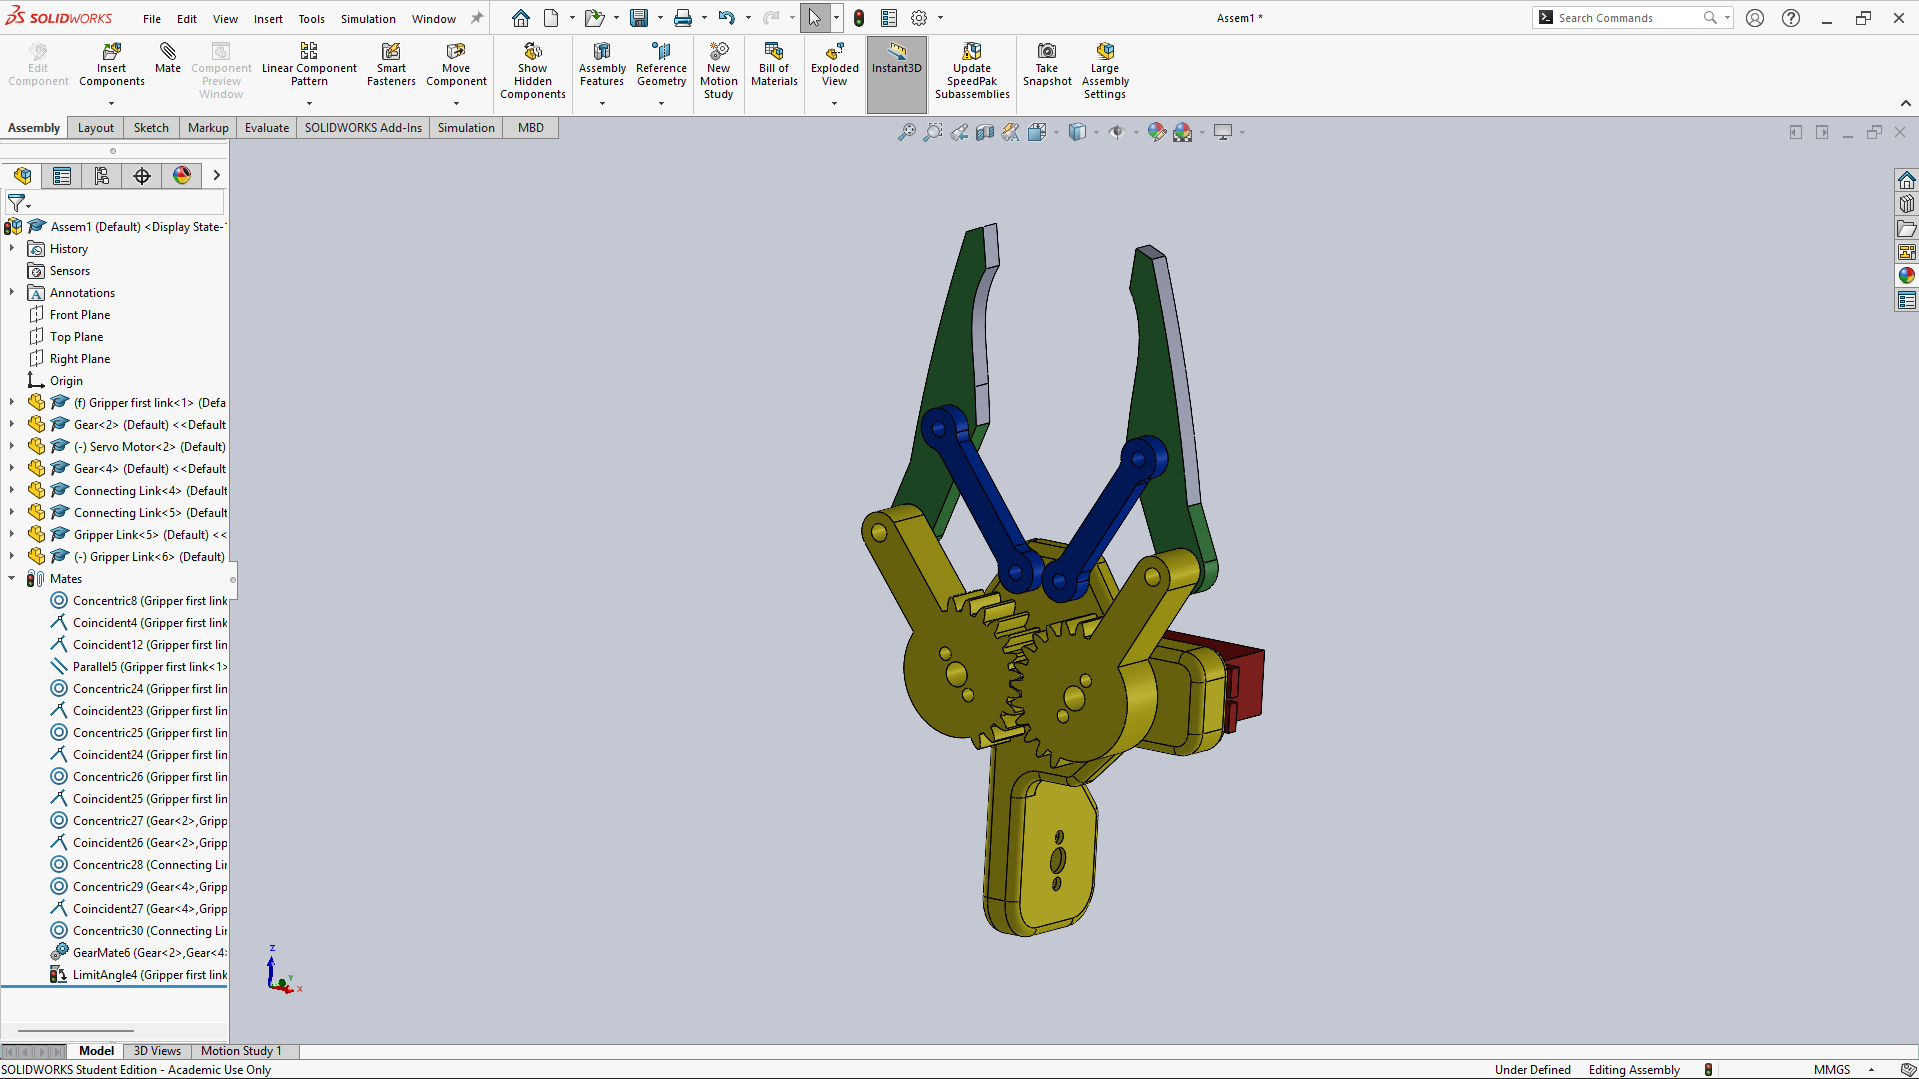 SOLIDWORKS
File Edit View Insert Tools Simulation Window
Assem1 *
Search Commands
Edit Component
Insert Components
Mate
Component Preview Window
Linear Component Pattern
Smart Fasteners
Move Component
Show Hidden Components
Assembly Features
Reference Geometry
New Motion Study
Bill of Materials
Exploded View
Instant3D
Update SpeedPak Subassemblies
Take Snapshot
Large Assembly Settings
Assembly Layout Sketch Markup Evaluate SOLIDWORKS Add-Ins Simulation MBD
Assem1 (Default) <Display State-
History
Sensors
Annotations
Front Plane
Top Plane
Right Plane
Origin
(f) Gripper first link<1> (Defa
Gear<2> (Default) <<Default
(-) Servo Motor<2> (Default)
Gear<4> (Default) <<Default
Connecting Link<4> (Default
Connecting Link<5> (Default
Gripper Link<5> (Default) <<
(-) Gripper Link<6> (Default)
Mates
Concentric8 (Gripper first link
Coincident4 (Gripper first link
Coincident12 (Gripper first lin
Parallel5 (Gripper first link<1>
Concentric24 (Gripper first lin
Coincident23 (Gripper first lin
Concentric25 (Gripper first lin
Coincident24 (Gripper first lin
Concentric26 (Gripper first lin
Coincident25 (Gripper first lin
Concentric27 (Gear<2>,Gripp
Coincident26 (Gear<2>,Gripp
Concentric28 (Connecting Lin
Concentric29 (Gear<4>,Gripp
Coincident27 (Gear<4>,Gripp
Concentric30 (Connecting Lin
GearMate6 (Gear<2>,Gear<4>
LimitAngle4 (Gripper first link
Z
Y
X
Model 3D Views Motion Study 1
SOLIDWORKS Student Edition - Academic Use Only
Under Defined Editing Assembly MMGS